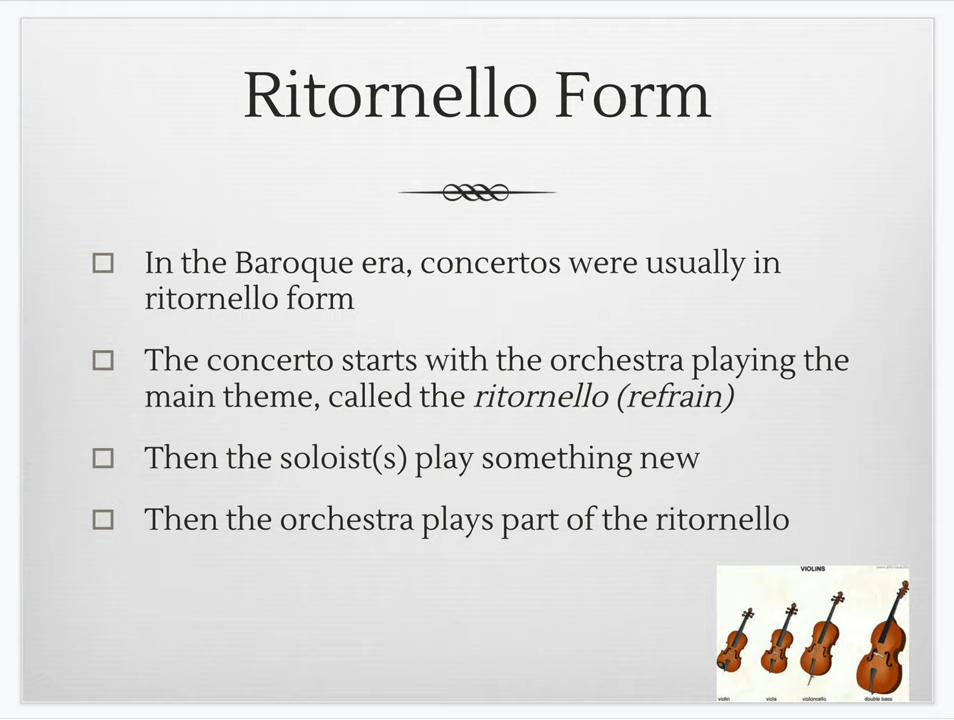 Ritornello Form
In the Baroque era, concertos were usually in
ritornello form
The concerto starts with the orchestra playing the
main theme, called the ritornello (refrain)
Then the soloist(s) play something new
Then the orchestra plays part of the ritornello
VIOLINS
violin
viola
violoncello
double bass